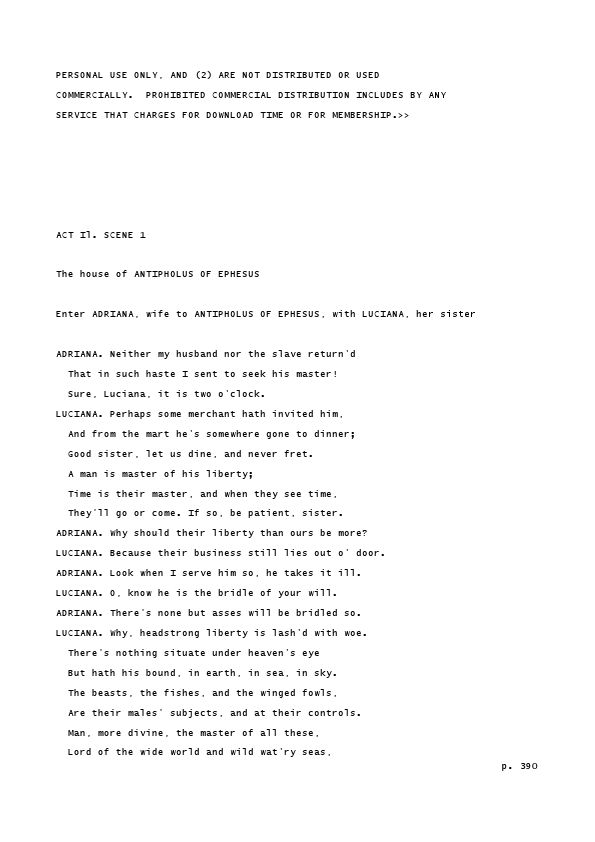 PERSONAL USE ONLY, AND (2) ARE NOT DISTRIBUTED OR USED
COMMERCIALLY.  PROHIBITED COMMERCIAL DISTRIBUTION INCLUDES BY ANY
SERVICE THAT CHARGES FOR DOWNLOAD TIME OR FOR MEMBERSHIP.>>
ACT Il. SCENE 1
The house of ANTIPHOLUS OF EPHESUS
Enter ADRIANA, wife to ANTIPHOLUS OF EPHESUS, with LUCIANA, her sister
ADRIANA. Neither my husband nor the slave return'd
That in such haste I sent to seek his master!
Sure, Luciana, it is two o'clock.
LUCIANA. Perhaps some merchant hath invited him,
And from the mart he's somewhere gone to dinner;
Good sister, let us dine, and never fret.
A man is master of his liberty;
Time is their master, and when they see time,
They'll go or come. If so, be patient, sister.
ADRIANA. Why should their liberty than ours be more?
LUCIANA. Because their business still lies out o' door.
ADRIANA. Look when I serve him so, he takes it ill.
LUCIANA. O, know he is the bridle of your will.
ADRIANA. There's none but asses will be bridled so.
LUCIANA. Why, headstrong liberty is lash'd with woe.
There's nothing situate under heaven's eye
But hath his bound, in earth, in sea, in sky.
The beasts, the fishes, and the winged fowls,
Are their males' subjects, and at their controls.
Man, more divine, the master of all these,
Lord of the wide world and wild wat'ry seas,
p. 390